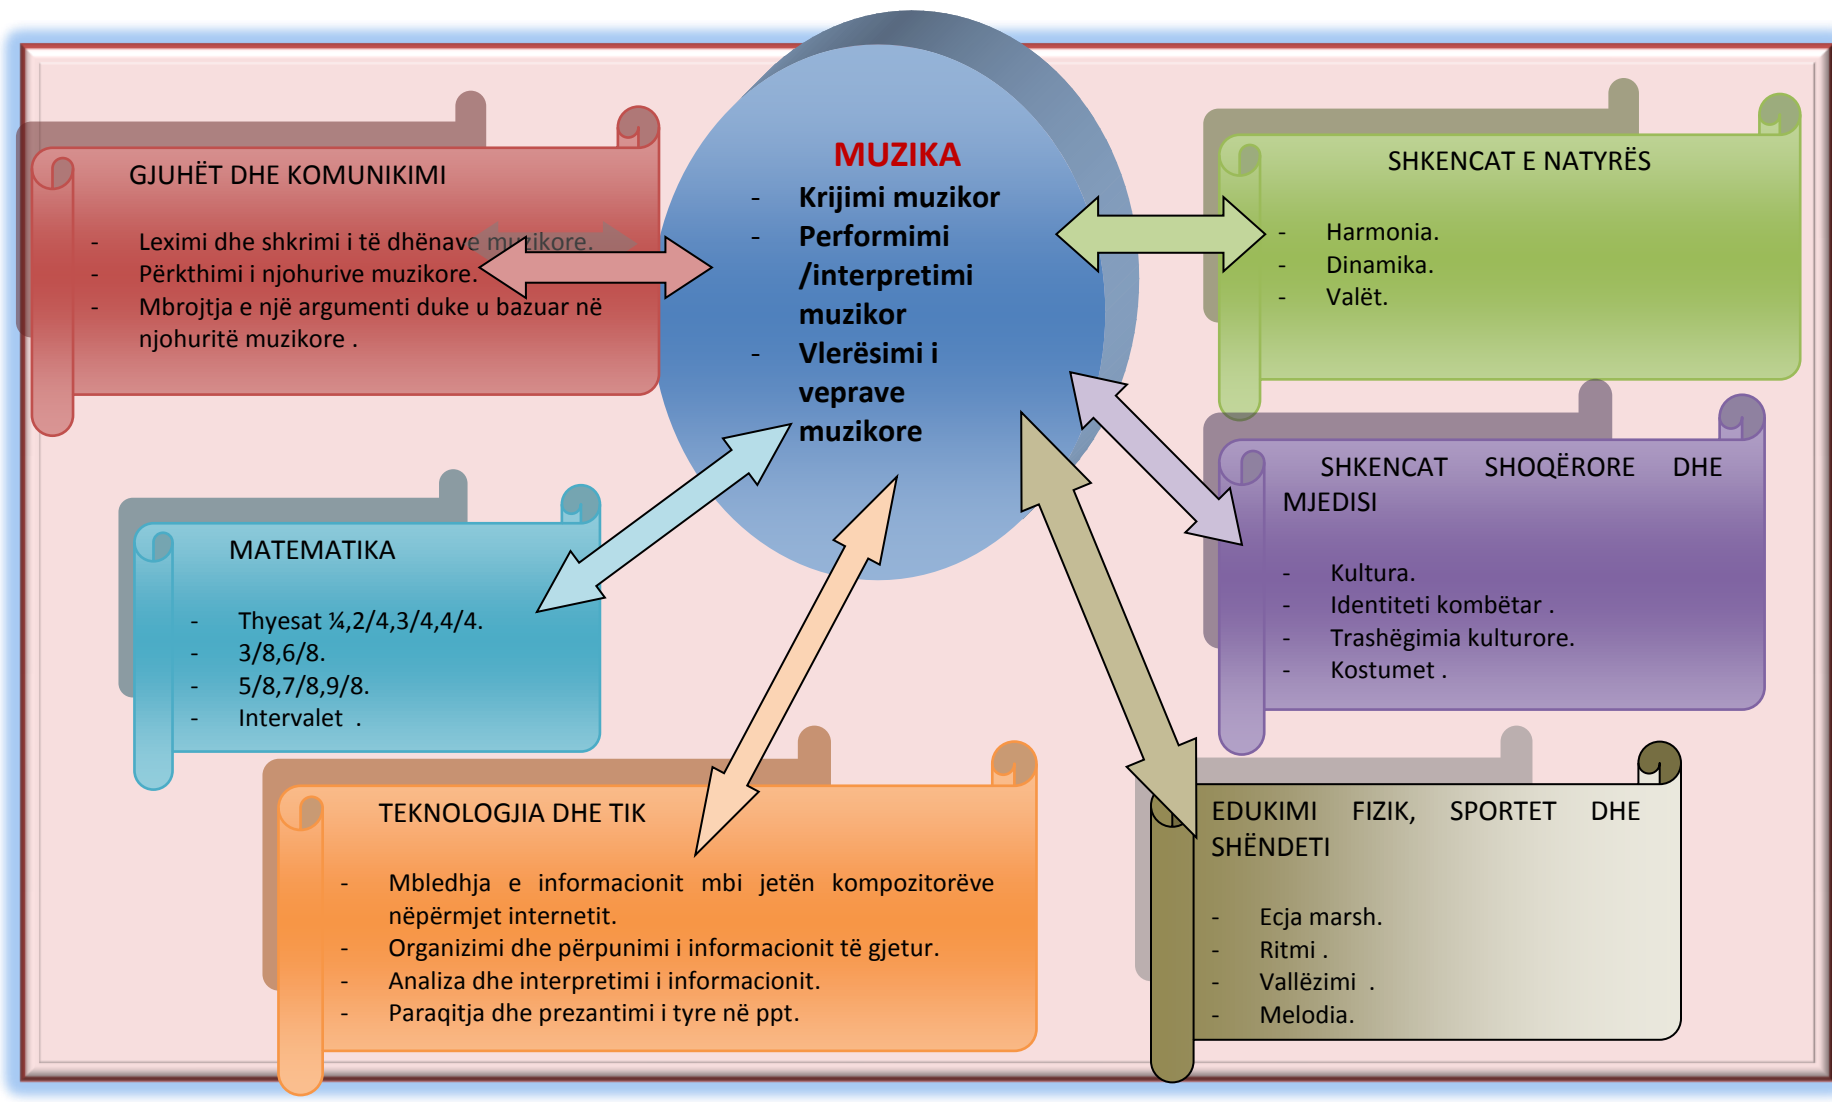 MUZIKA
- Krijimi muzikor
- Performimi
/interpretimi
muzikor
- Vlerësimi i
veprave
muzikore
GJUHËT DHE KOMUNIKIMI
- Leximi dhe shkrimi i të dhënave muzikore.
- Përkthimi i njohurive muzikore.
- Mbrojtja e një argumenti duke u bazuar në
njohuritë muzikore .
SHKENCAT E NATYRËS
- Harmonia.
- Dinamika.
- Valët.
MATEMATIKA
- Thyesat ¼,2/4,3/4,4/4.
- 3/8,6/8.
- 5/8,7/8,9/8.
- Intervalet .
SHKENCAT SHOQËRORE DHE
MJEDISI
- Kultura.
- Identiteti kombëtar .
- Trashëgimia kulturore.
- Kostumet .
TEKNOLOGJIA DHE TIK
- Mbledhja e informacionit mbi jetën kompozitorëve
nëpërmjet internetit.
- Organizimi dhe përpunimi i informacionit të gjetur.
- Analiza dhe interpretimi i informacionit.
- Paraqitja dhe prezantimi i tyre në ppt.
EDUKIMI FIZIK, SPORTET DHE
SHËNDETI
- Ecja marsh.
- Ritmi .
- Vallëzimi .
- Melodia.